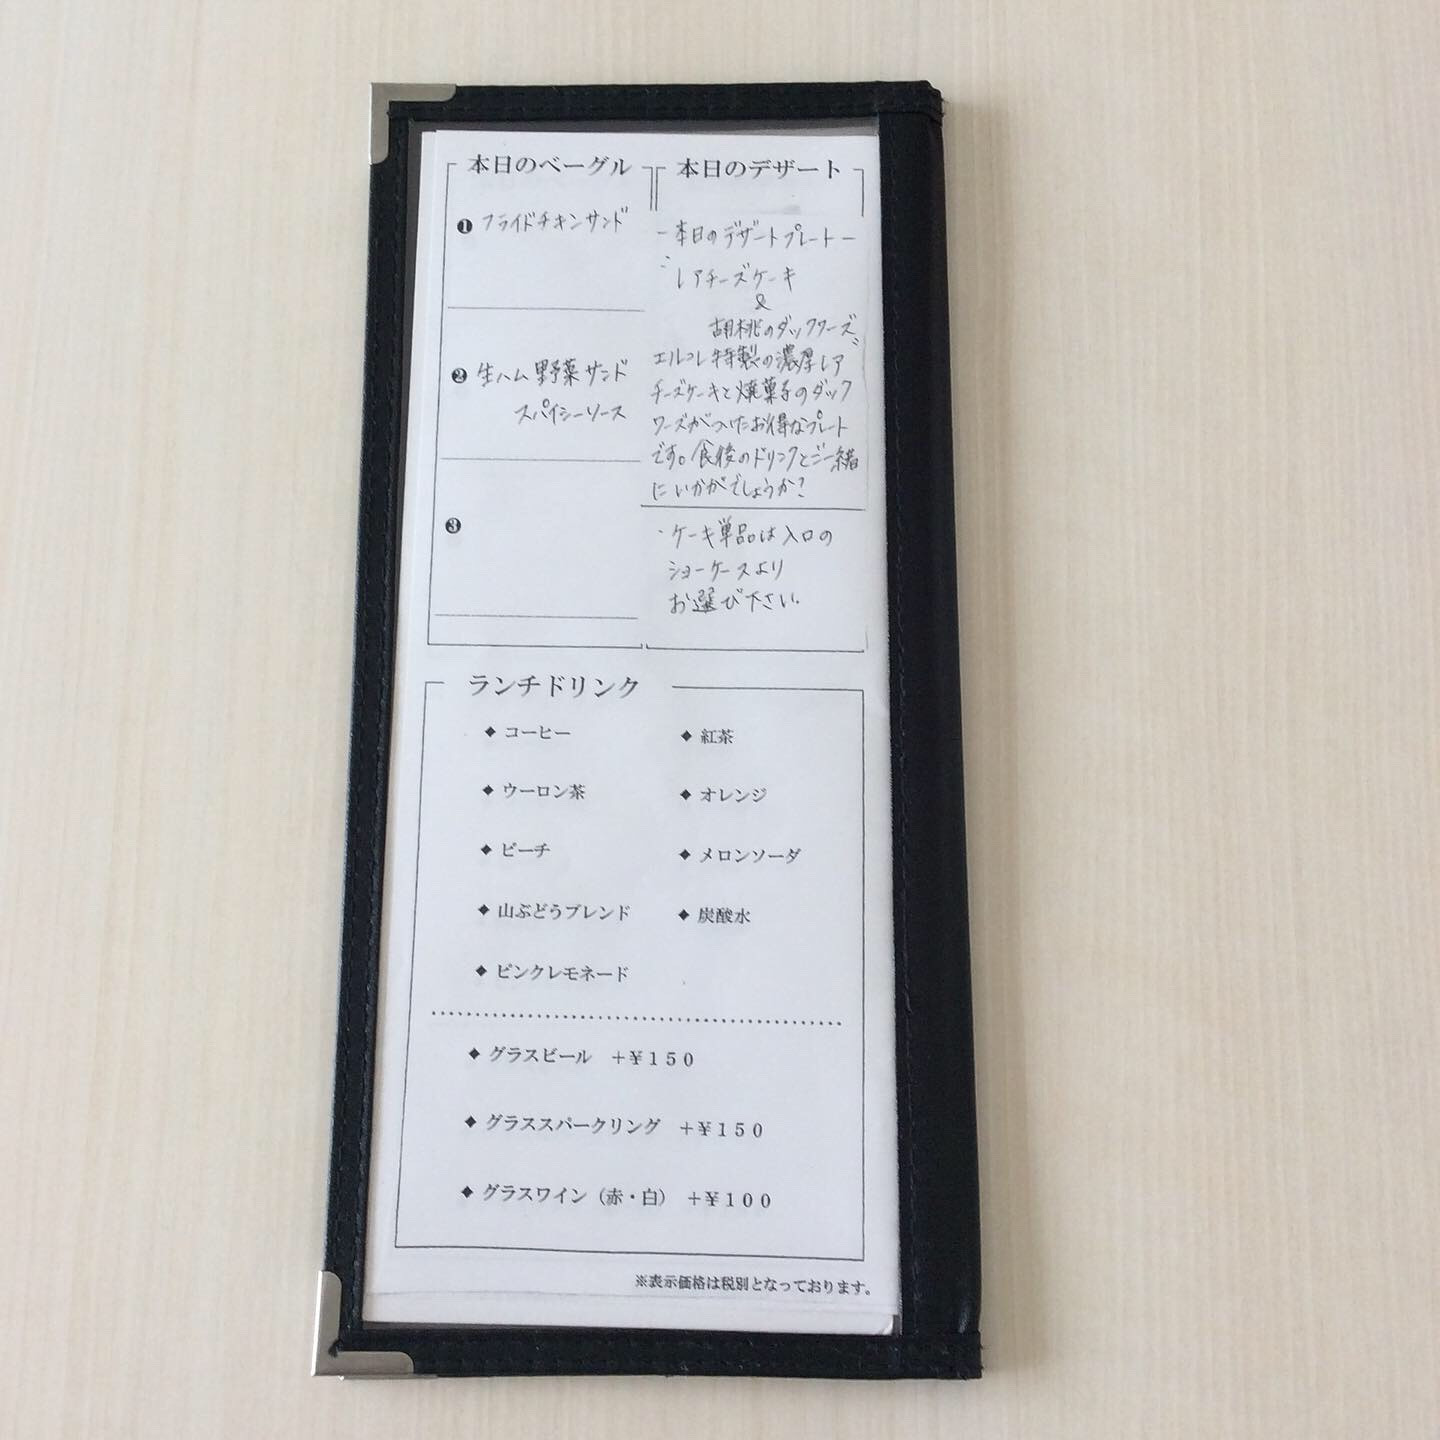 本日のベーグル
❶ フライドチキンサンド
❷ 生ハム野菜サンド
スパイシーソース
❸
本日のデザート
－本日のデザートプレート－
〝レアチーズケーキ
&
胡桃のダックワーズ〟
エルコレ特製の濃厚レア
チーズケーキと焼菓子のダック
ワーズがついたお得なプレート
です。食後のドリンクとご一緒
にいかがでしょうか?
・ケーキ単品は入口の
ショーケースより
お選び下さい.
ランチドリンク
◆ コーヒー ◆ 紅茶
◆ ウーロン茶 ◆ オレンジ
◆ ピーチ ◆ メロンソーダ
◆ 山ぶどうブレンド ◆ 炭酸水
◆ ピンクレモネード
◆ グラスビール ＋￥１５０
◆ グラススパークリング ＋￥１５０
◆ グラスワイン（赤・白） ＋￥１００
※表示価格は税別となっております。